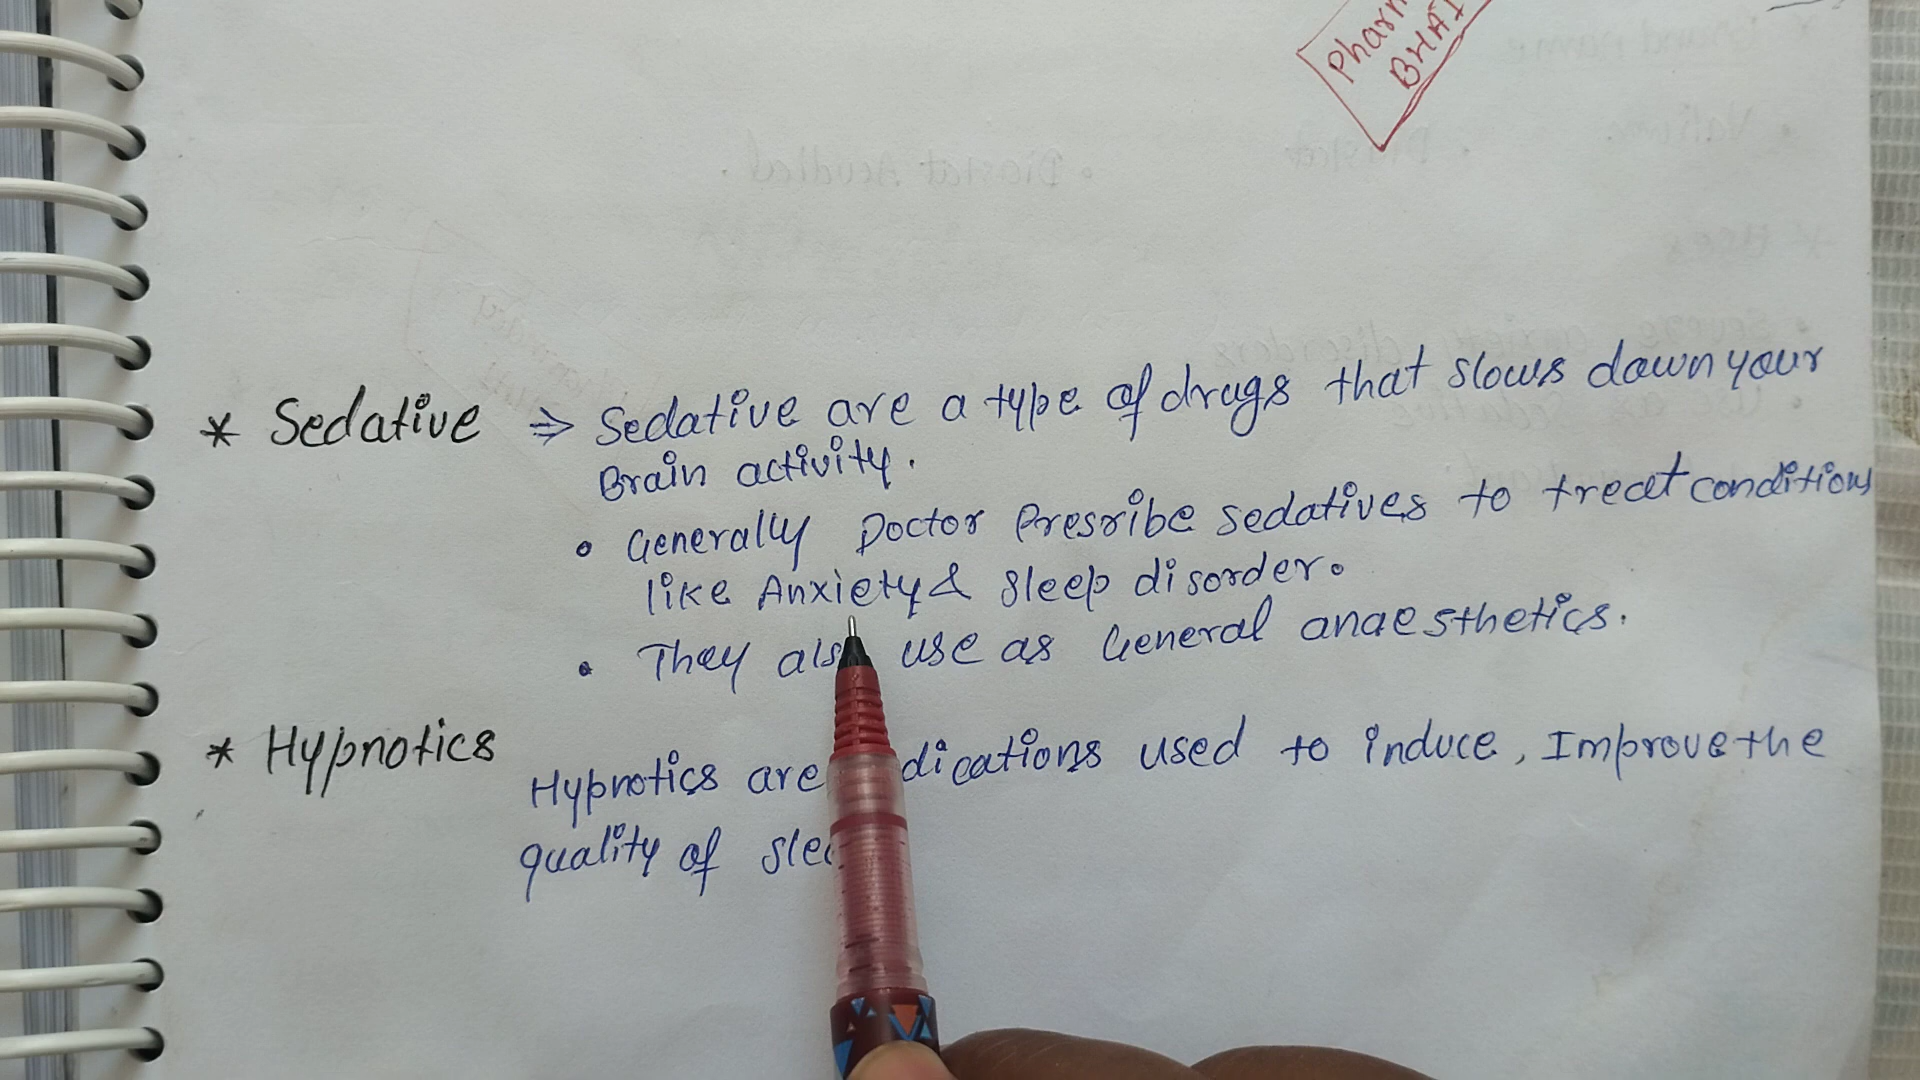 Pharm
BHAI
* Sedative ⇒ Sedative are a type of drugs that slows down your
Brain activity.
• Generally Doctor Presribe sedatives to treat conditions
like Anxiety & sleep disorder.
• They als use as General anaesthetics.
* Hypnotics
Hypnotics are dications used to induce, Improve the
quality of slee